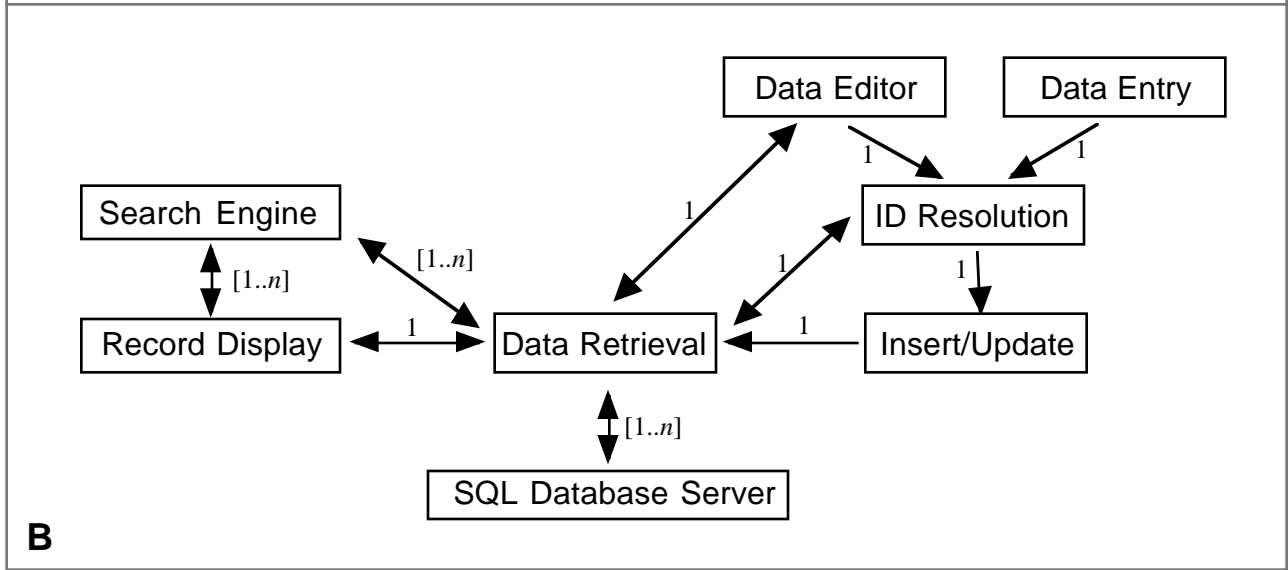 Data Editor
Data Entry
1
1
Search Engine
1
ID Resolution
[1..n]
1
1
[1..n]
Record Display
1
Data Retrieval
1
Insert/Update
[1..n]
SQL Database Server
B